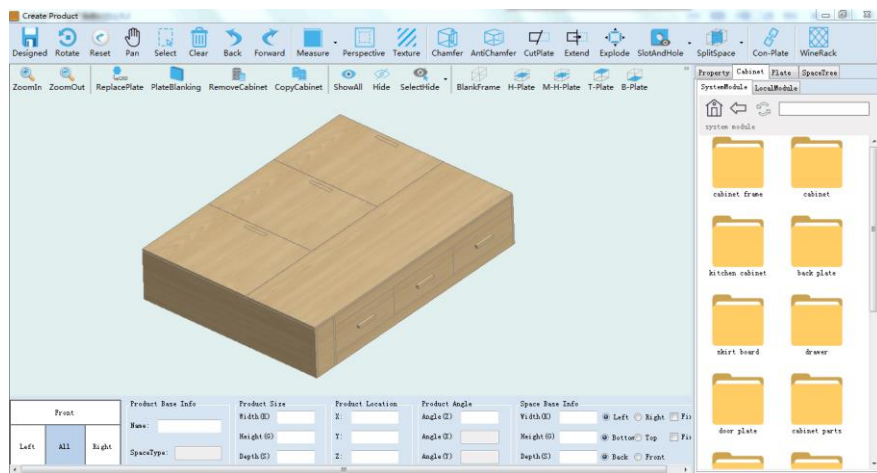 Create Product
Designed Rotate Reset Pan Select Clear Back Forward Measure Perspective Texture Chamfer AntiChamfer CutPlate Extend Explode SlotAndHole SplitSpace Con-Plate WineRack
ZoomIn ZoomOut ReplacePlate PlateBlanking RemoveCabinet CopyCabinet ShowAll Hide SelectHide BlankFrame H-Plate M-H-Plate T-Plate B-Plate
Property Cabinet Plate SpaceTree
SystemModule LocalModule
system module
cabinet frame cabinet
kitchen cabinet back plate
skirt board drawer
door plate cabinet parts
Product Base Info Product Size Product Location Product Angle Space Base Info
Front
Name: Width(K) X: Angle(Z) Width(K) Left Right Fix
Left All Right
Height(G) Y: Angle(X) Height(G) Bottom Top Fix
SpaceType: Depth(S) Z: Angle(Y) Depth(S) Back Front